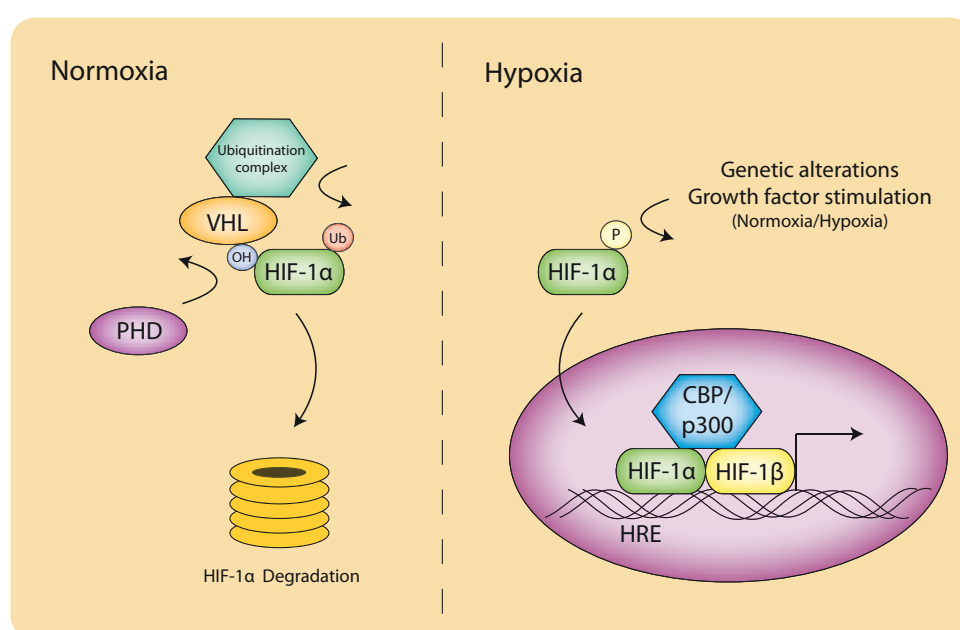 Normoxia
Ubiquitination
complex
VHL
Ub
OH
HIF-1α
PHD
HIF-1α Degradation
Hypoxia
Genetic alterations
Growth factor stimulation
(Normoxia/Hypoxia)
P
HIF-1α
CBP/
p300
HIF-1α
HIF-1β
HRE